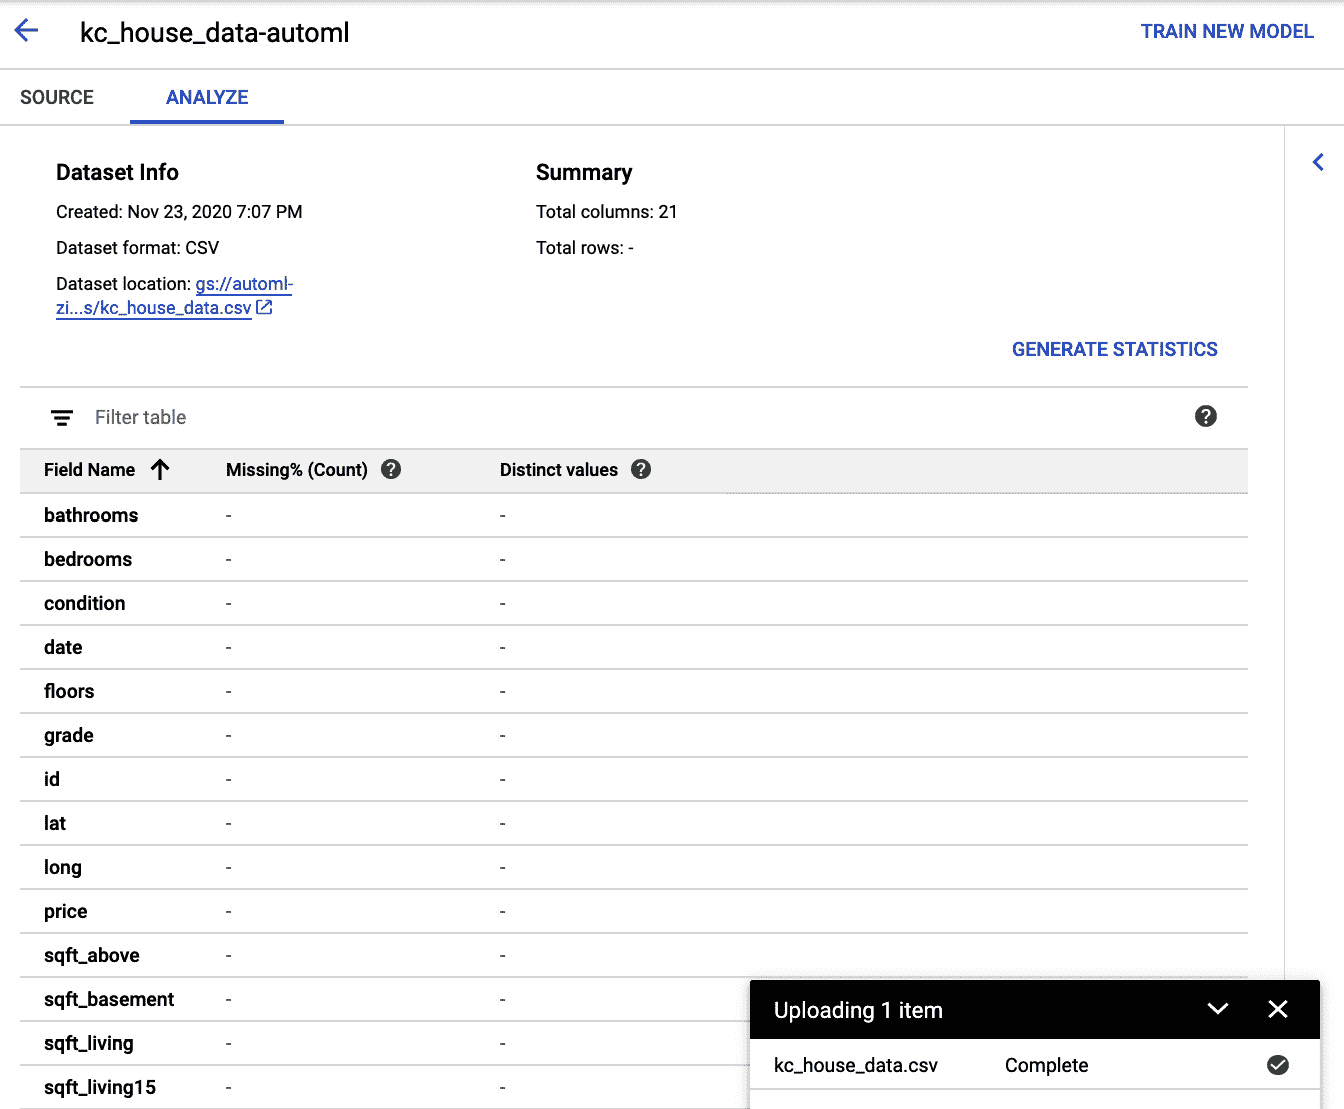 kc_house_data-automl
TRAIN NEW MODEL
SOURCE
ANALYZE
Dataset Info
Created: Nov 23, 2020 7:07 PM
Dataset format: CSV
Dataset location: gs://automl-
zi...s/kc_house_data.csv
Summary
Total columns: 21
Total rows: -
GENERATE STATISTICS
Filter table
?
Field Name Missing% (Count) ? Distinct values ?
bathrooms - -
bedrooms - -
condition - -
date - -
floors - -
grade - -
id - -
lat - -
long - -
price - -
sqft_above - -
sqft_basement - -
sqft_living - -
sqft_living15 - -
Uploading 1 item
kc_house_data.csv Complete